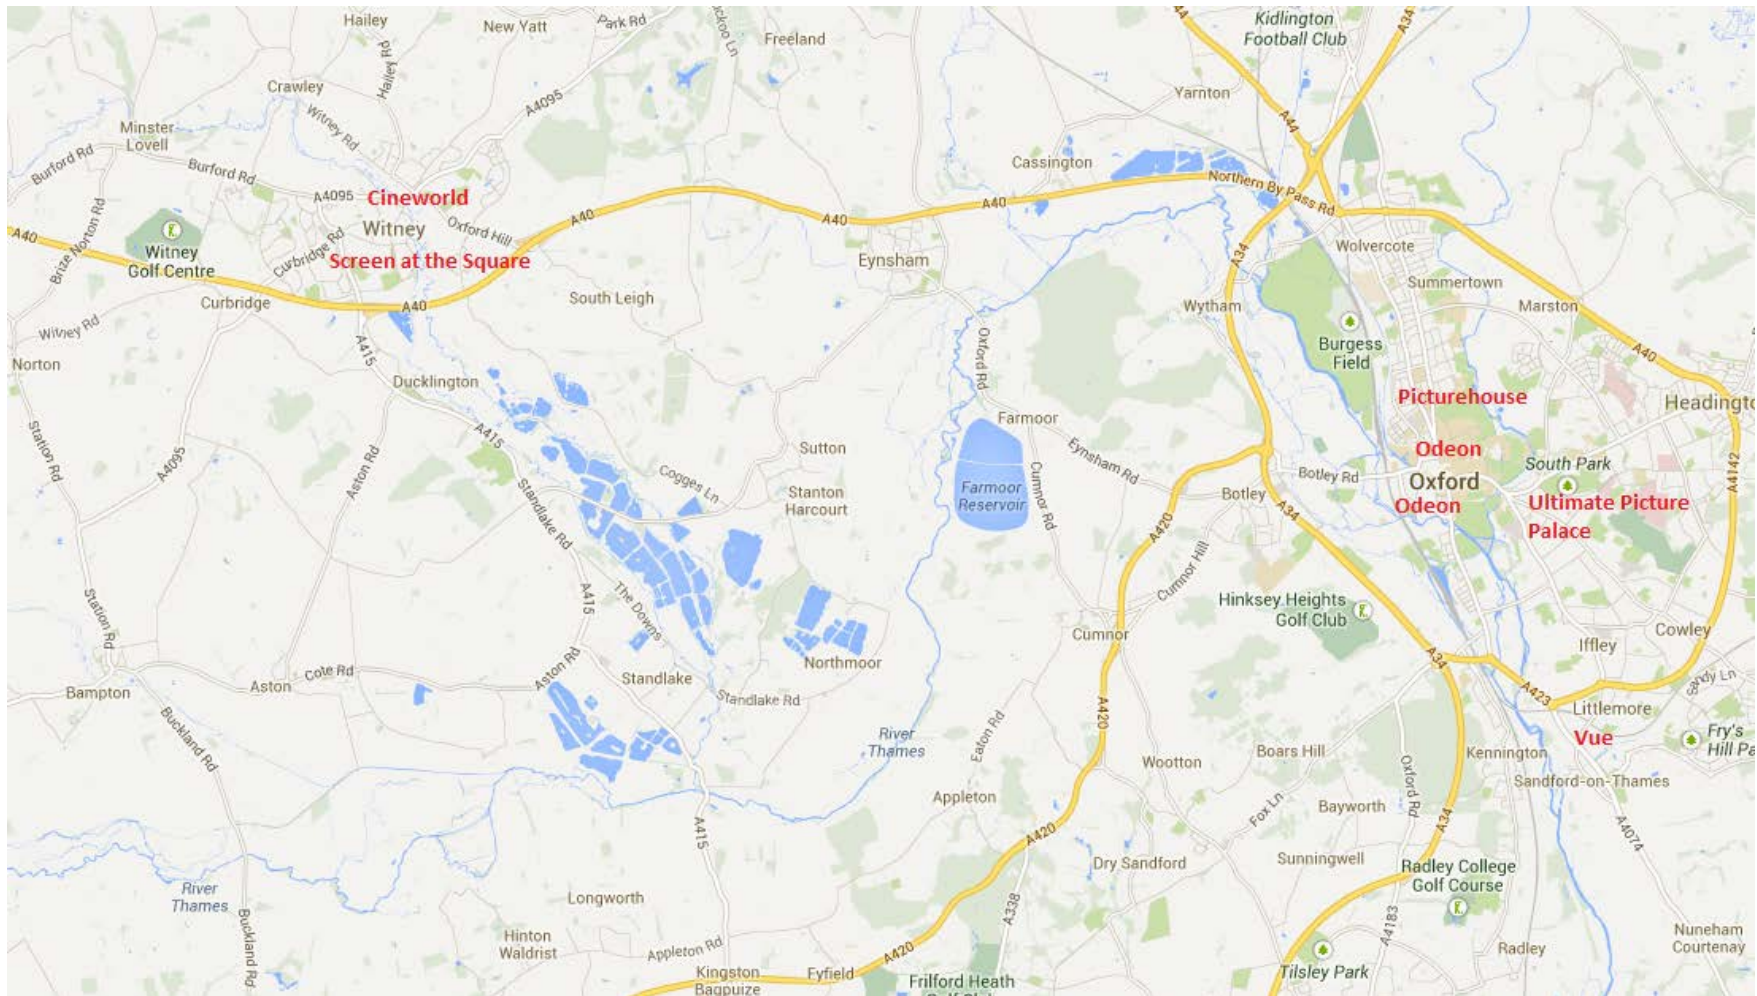 Hailey
Hailey Rd
New Yatt
Park Rd
Freeland
Kidlington
Football Club
A44
A34
Crawley
Witney Rd
A4095
Yarnton
A44
Minster
Lovell
Burford Rd
Burford Rd
A4095
Cineworld
Witney
Oxford Hill
Cassington
Northern By Pass Rd
A40
A40
A40
A40
Witney
Golf Centre
Brize Norton Rd
Curbridge Rd
Screen at the Square
Eynsham
A34
Wolvercote
Curbridge
A40
South Leigh
Wytham
Summertown
Marston
Witney Rd
Norton
A415
Ducklington
Oxford Rd
Burgess
Field
A40
Picturehouse
Farmoor
Station Rd
A4095
Aston Rd
A415
Sutton
Eynsham Rd
Odeon
South Park
Cogges Ln
Farmoor
Reservoir
Cumnor Rd
Botley Rd
Oxford
A4142
Stanton
Harcourt
Botley
Odeon
Ultimate Picture
Palace
Standlake Rd
A420
A34
Station Rd
A415
The Downs
Cumnor Hill
Hinksey Heights
Golf Club
Cumnor
Cowley
Iffley
Northmoor
A34
Bampton
Aston
Cote Rd
Aston Rd
Standlake
Standlake Rd
A423
Littlemore
Buckland Rd
River
Thames
Eaton Rd
A420
Boars Hill
Kennington
Vue
Fry's
Wootton
Oxford Rd
Sandford-on-Thames
Appleton
Fox Ln
Bayworth
A34
A4074
A415
A420
Dry Sandford
Sunningwell
Radley College
Golf Course
River
Thames
Longworth
Buckland Rd
A338
A4183
Hinton
Waldrist
Appleton Rd
A420
Radley
Nuneham
Courtenay
Kingston
Bagpuize
Fyfield
Frilford Heath
Tilsley Park